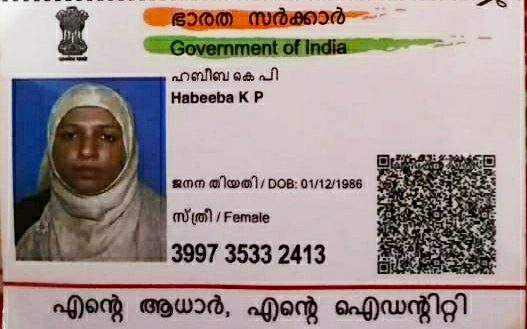 ഭാരത സർക്കാർ
Government of India
ഹബീബ കെ പി
Habeeba K P
ജനന തിയതി / DOB: 01/12/1986
സ്ത്രീ / Female
3997 3533 2413
എന്റെ ആധാർ, എന്റെ ഐഡന്റിറ്റി